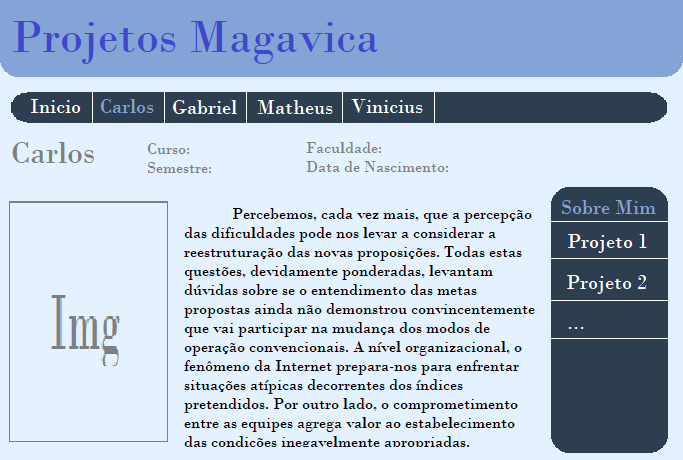 Projetos Magavica
Inicio Carlos Gabriel Matheus Vinicius
Carlos
Curso:
Semestre:
Faculdade:
Data de Nascimento:
Img
Percebemos, cada vez mais, que a percepção
das dificuldades pode nos levar a considerar a
reestruturação das novas proposições. Todas estas
questões, devidamente ponderadas, levantam
dúvidas sobre se o entendimento das metas
propostas ainda não demonstrou convincentemente
que vai participar na mudança dos modos de
operação convencionais. A nível organizacional, o
fenômeno da Internet prepara-nos para enfrentar
situações atípicas decorrentes dos índices
pretendidos. Por outro lado, o comprometimento
entre as equipes agrega valor ao estabelecimento
das condições inegavelmente apropriadas.
Sobre Mim
Projeto 1
Projeto 2
...